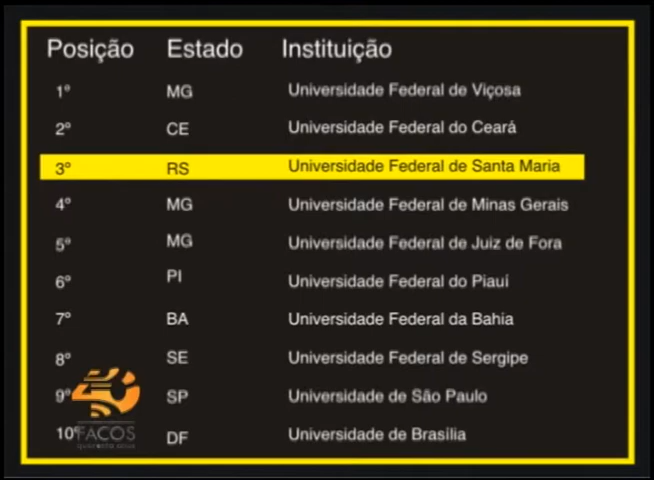 Posição Estado Instituição
1º MG Universidade Federal de Viçosa
2º CE Universidade Federal do Ceará
3º RS Universidade Federal de Santa Maria
4º MG Universidade Federal de Minas Gerais
5º MG Universidade Federal de Juiz de Fora
6º PI Universidade Federal do Piauí
7º BA Universidade Federal da Bahia
8º SE Universidade Federal de Sergipe
9º SP Universidade de São Paulo
10º DF Universidade de Brasília
FACOS